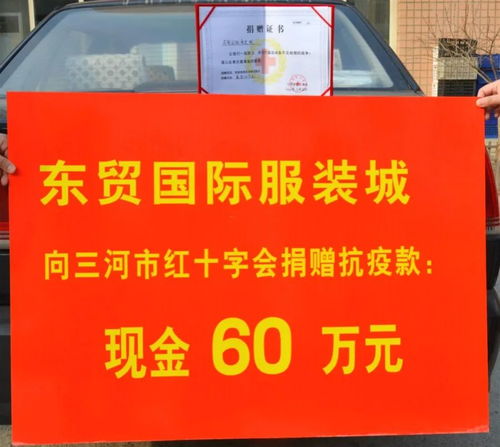 捐赠证书
东贸国际服装城
向三河市红十字会捐赠抗疫款：
现金 60 万元